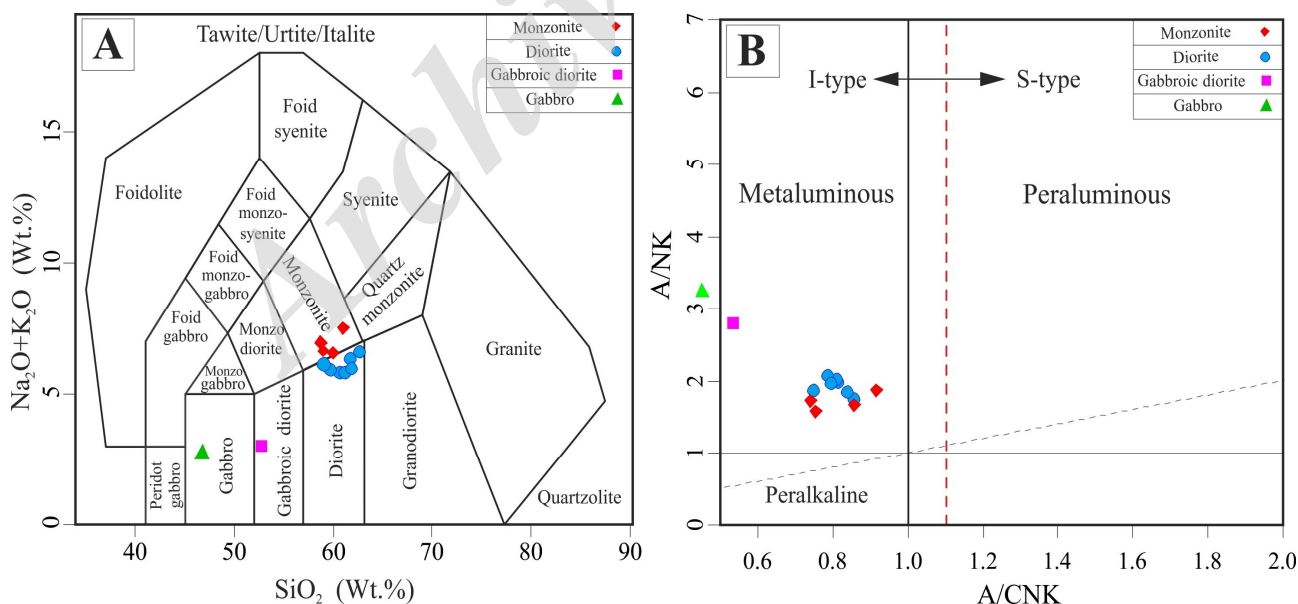 A
Tawite/Urtite/Italite
Monzonite
Diorite
Gabbroic diorite
Gabbro
Foid
syenite
Foidolite
Foid
monzo-
syenite
Syenite
Foid
monzo-
gabbro
Monzonite
Quartz
monzonite
Foid
gabbro
Monzo
diorite
Monzo
gabbro
Granite
Peridot
gabbro
Gabbro
Gabbroic diorite
Diorite
Granodiorite
Quartzolite
Na₂O+K₂O (Wt.%)
15
10
5
0
40 50 60 70 80 90
SiO₂ (Wt.%)
Archiv
B
Monzonite
Diorite
Gabbroic diorite
Gabbro
I-type
S-type
Metaluminous
Peraluminous
Peralkaline
A/NK
7
6
5
4
3
2
1
0
0.6 0.8 1.0 1.2 1.4 1.6 1.8 2.0
A/CNK